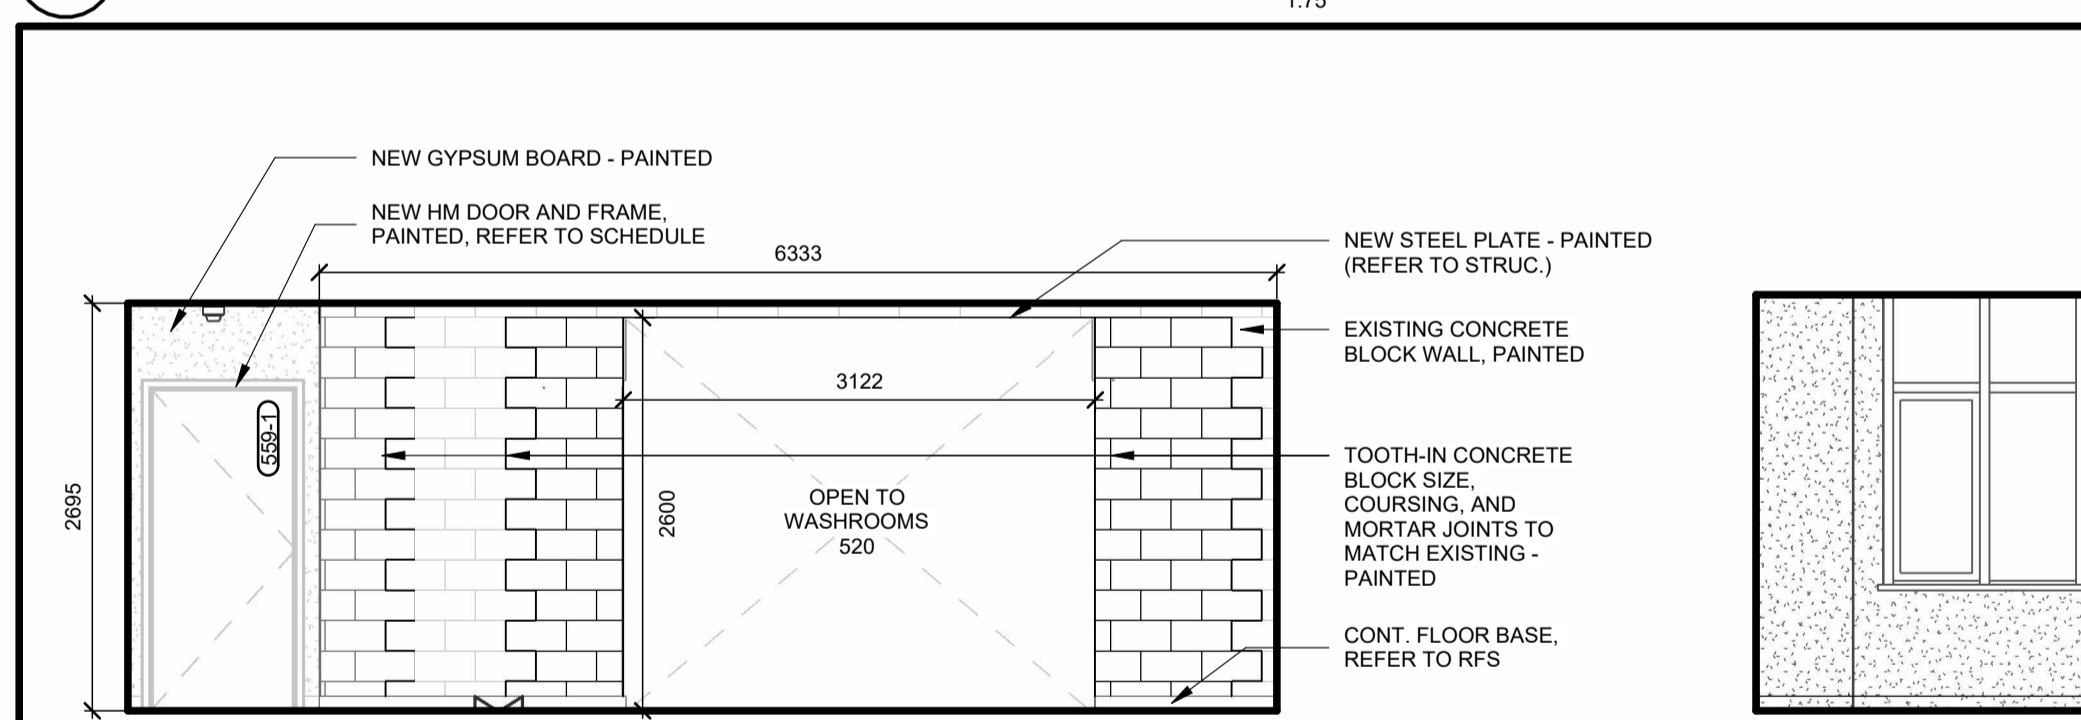 1:75
NEW GYPSUM BOARD - PAINTED
NEW HM DOOR AND FRAME,
PAINTED, REFER TO SCHEDULE
6333
NEW STEEL PLATE - PAINTED
(REFER TO STRUC.)
EXISTING CONCRETE
BLOCK WALL, PAINTED
3122
559-1
TOOTH-IN CONCRETE
BLOCK SIZE,
COURSING, AND
MORTAR JOINTS TO
MATCH EXISTING -
PAINTED
2695
2600
OPEN TO
WASHROOMS
520
CONT. FLOOR BASE,
REFER TO RFS